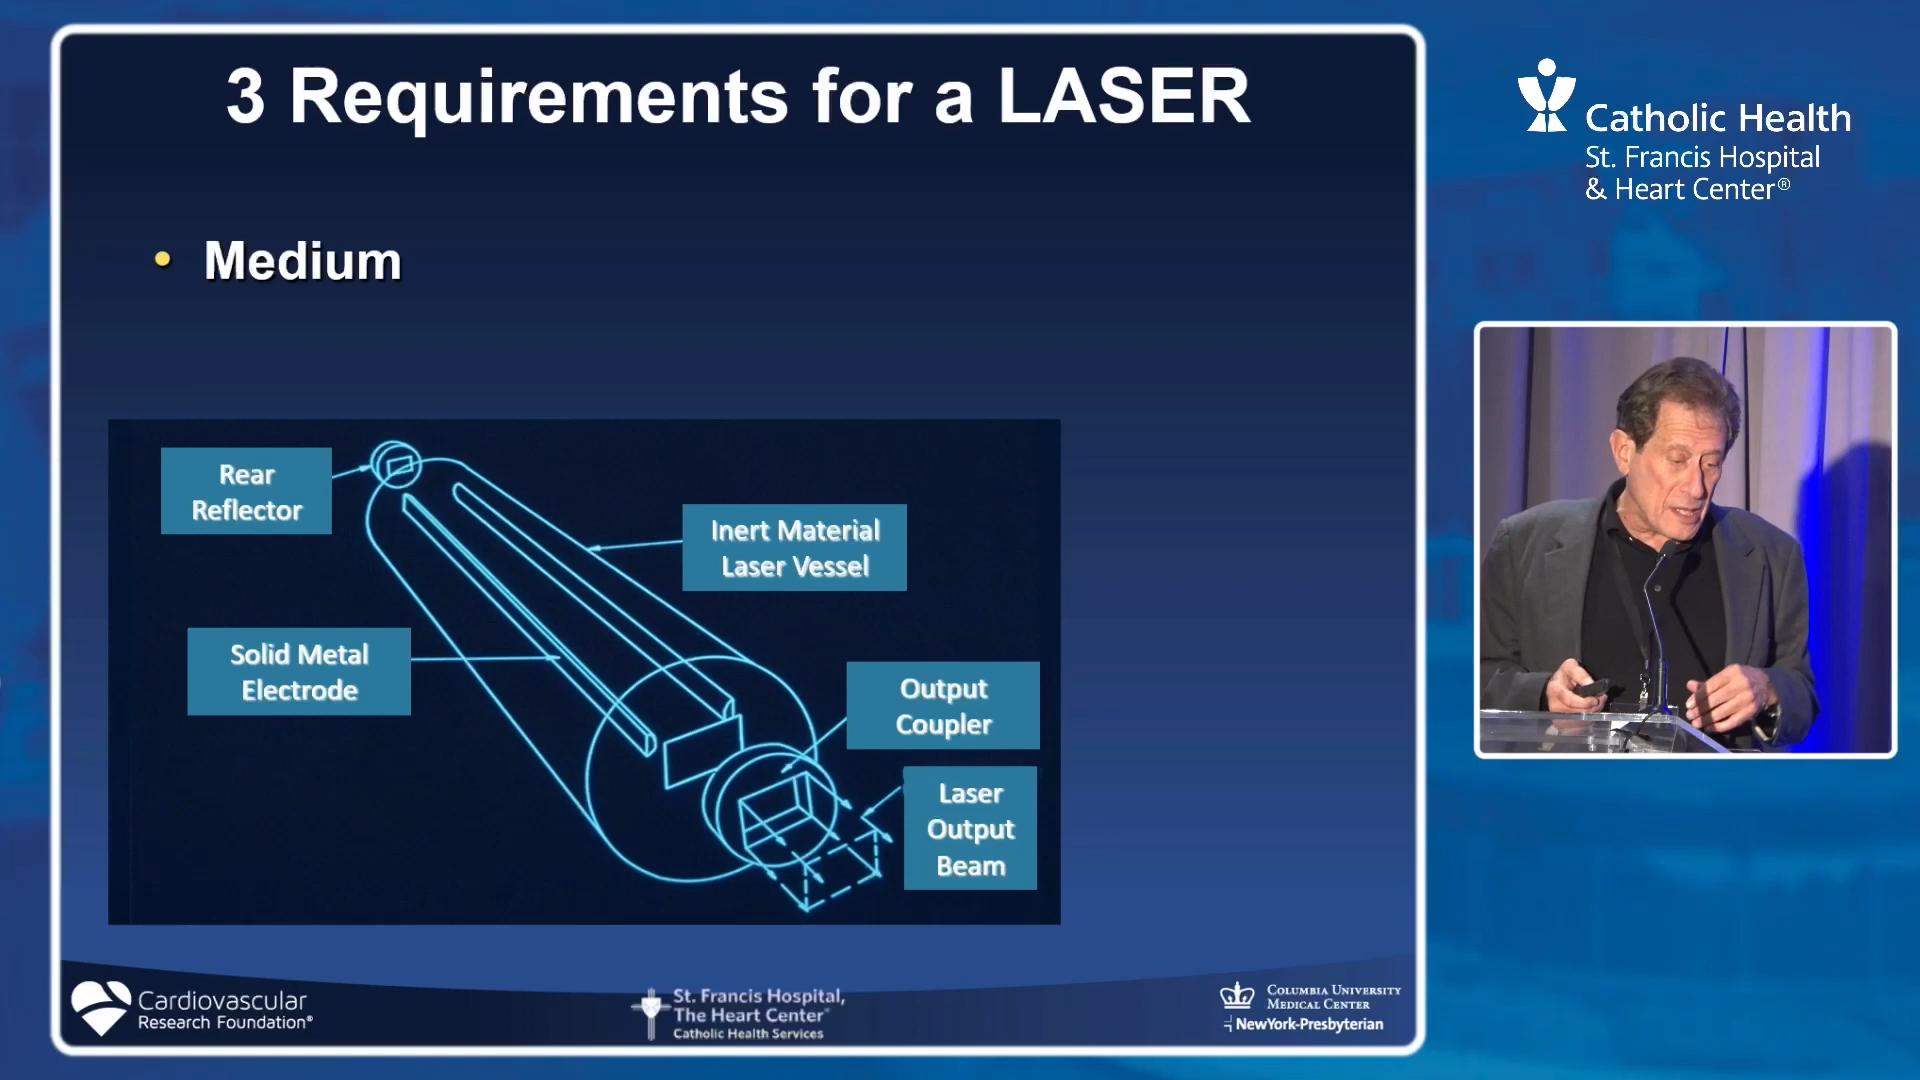 3 Requirements for a LASER
• Medium
Rear
Reflector
Inert Material
Laser Vessel
Solid Metal
Electrode
Output
Coupler
Laser
Output
Beam
Cardiovascular
Research Foundation®
St. Francis Hospital,
The Heart Center
Catholic Health Services
COLUMBIA UNIVERSITY
MEDICAL CENTER
NewYork-Presbyterian
Catholic Health
St. Francis Hospital
& Heart Center®